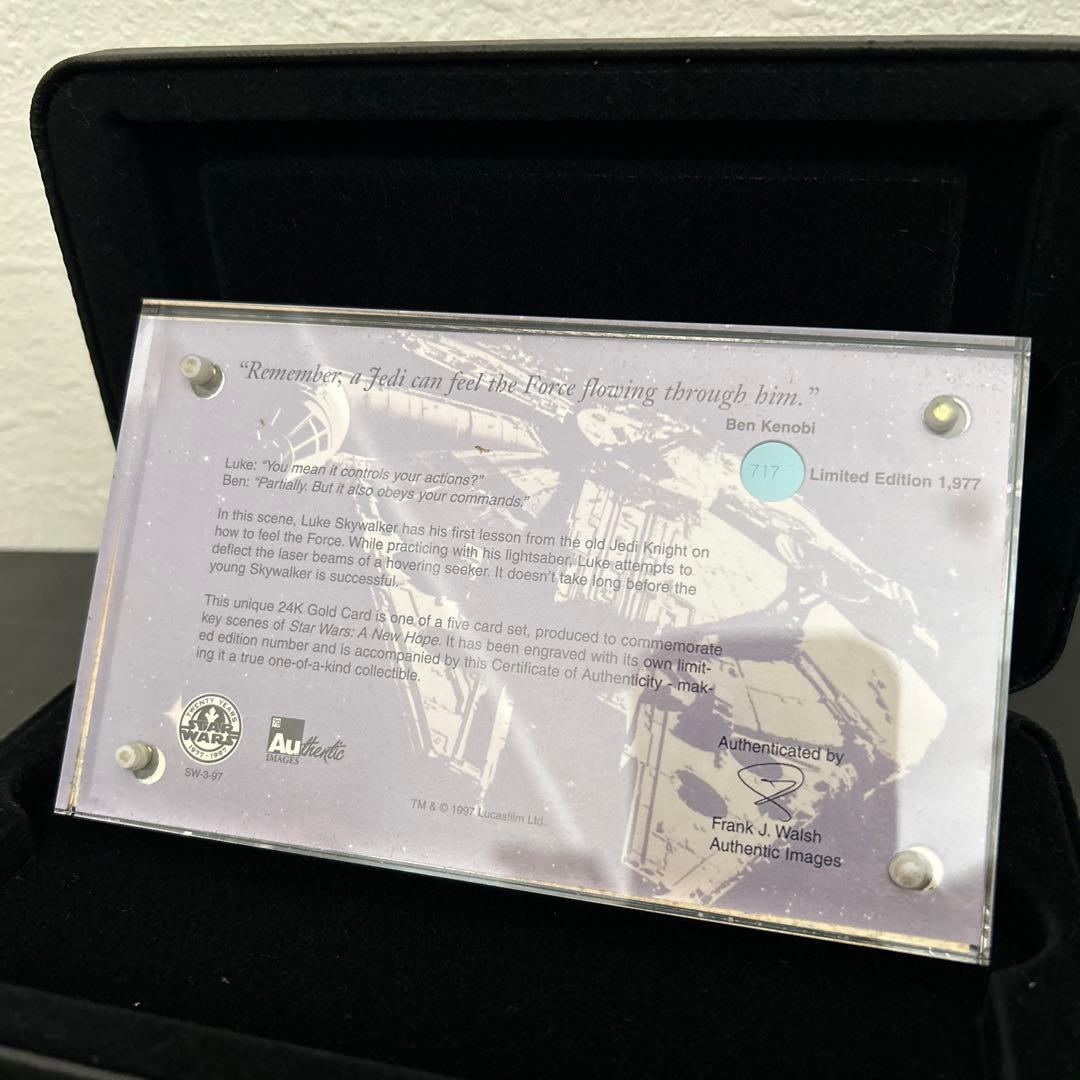 “Remember, a Jedi can feel the Force flowing through him.”
Ben Kenobi
717 Limited Edition 1,977
Luke: “You mean it controls your actions?”
Ben: “Partially. But it also obeys your commands.”
In this scene, Luke Skywalker has his first lesson from the old Jedi Knight on
how to feel the Force. While practicing with his lightsaber, Luke attempts to
deflect the laser beams of a hovering seeker. It doesn't take long before the
young Skywalker is successful.
This unique 24K Gold Card is one of a five card set, produced to commemorate
key scenes of Star Wars: A New Hope. It has been engraved with its own limit-
ed edition number and is accompanied by this Certificate of Authenticity - mak-
ing it a true one-of-a-kind collectible.
TWENTY YEARS
STAR
WARS
1977 · 1997
SW-3-97
79
Authentic
IMAGES
TM & © 1997 Lucasfilm Ltd.
Authenticated by
Frank J. Walsh
Authentic Images